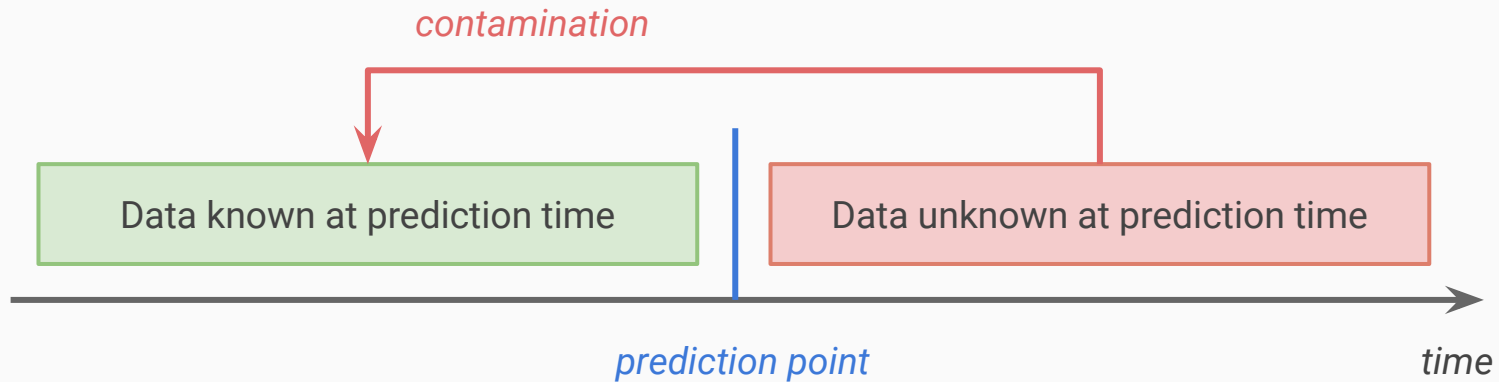 contamination
Data known at prediction time
Data unknown at prediction time
prediction point
time